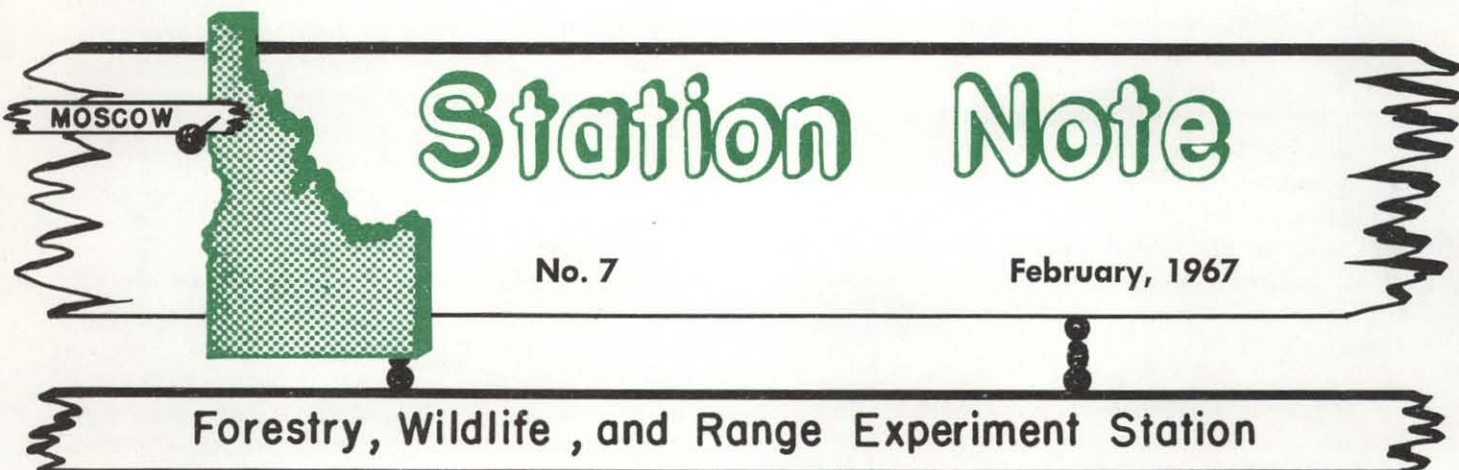 MOSCOW
Station Note
No. 7 February, 1967
Forestry, Wildlife, and Range Experiment Station